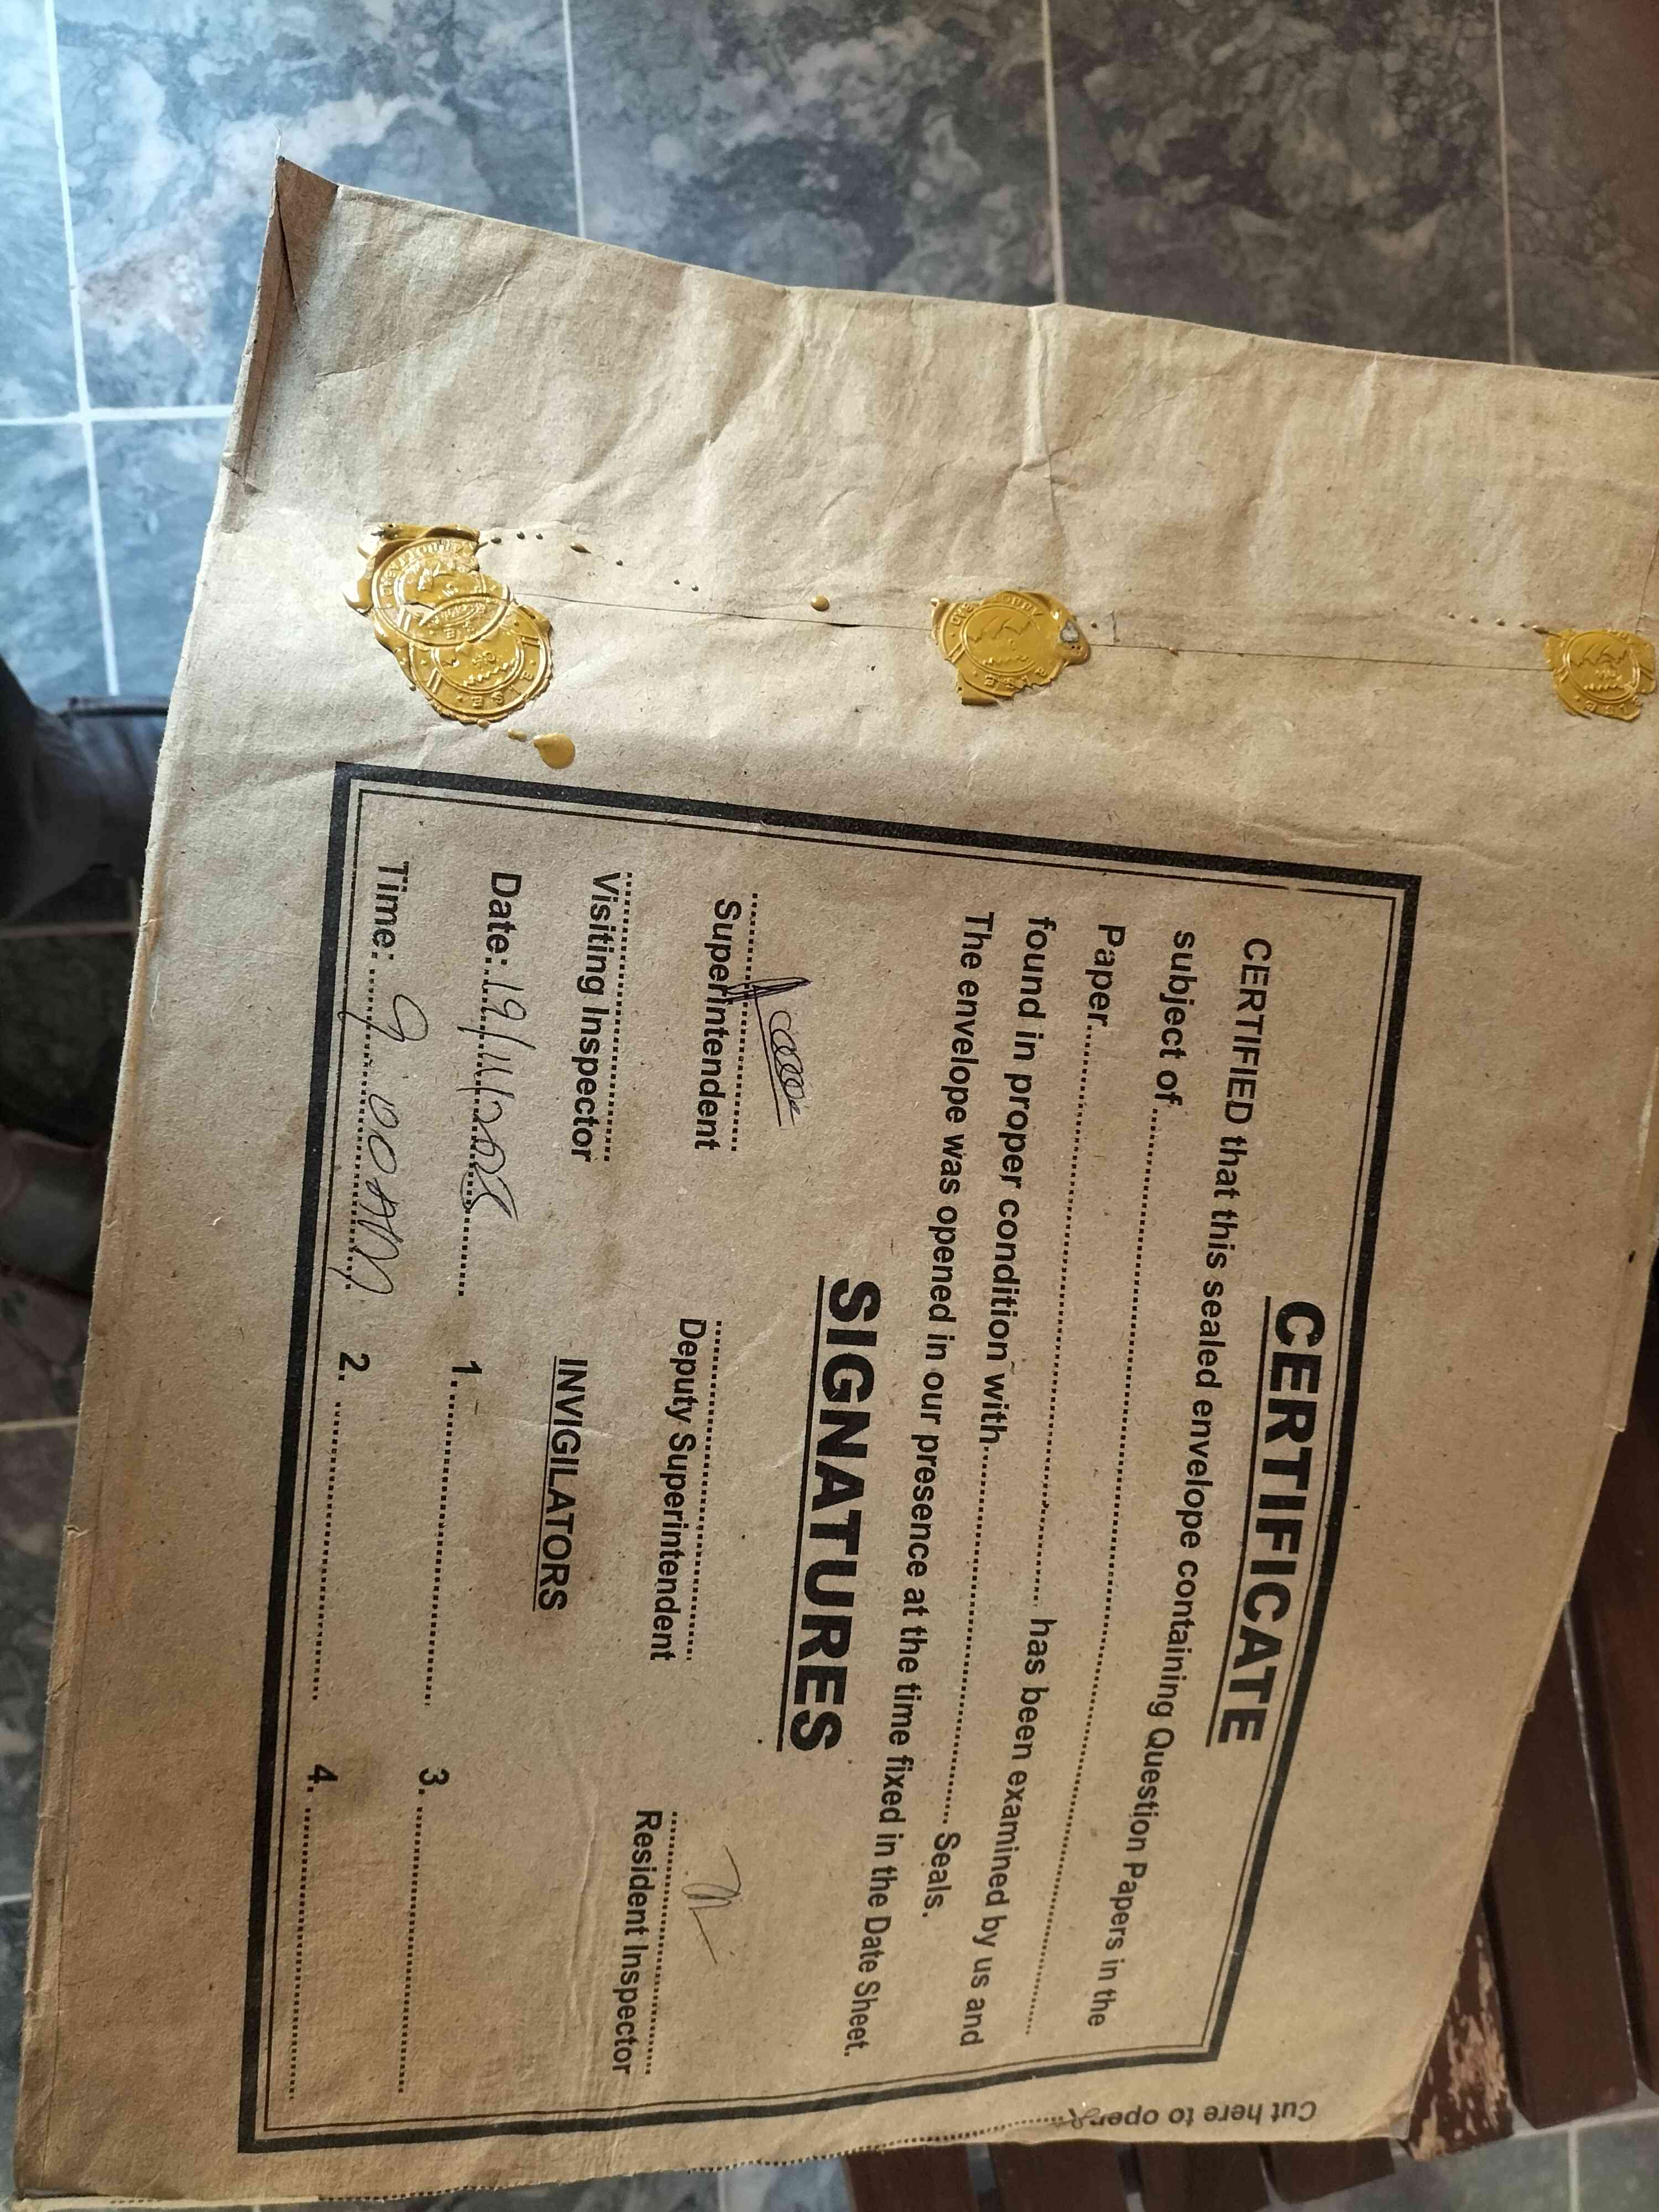 CERTIFICATE
CERTIFIED that this sealed envelope containing Question Papers in the
subject of........................................
Paper........................................ has been examined by us and
found in proper condition with........................................ Seals.
The envelope was opened in our presence at the time fixed in the Date Sheet.
SIGNATURES
Superintendent
Deputy Superintendent
Resident Inspector
Visiting Inspector
INVIGILATORS
Date: 19/11/2025
1. ........................................
3. ........................................
Time: 9:00 AM
2. ........................................
4. ........................................
Cut here to open